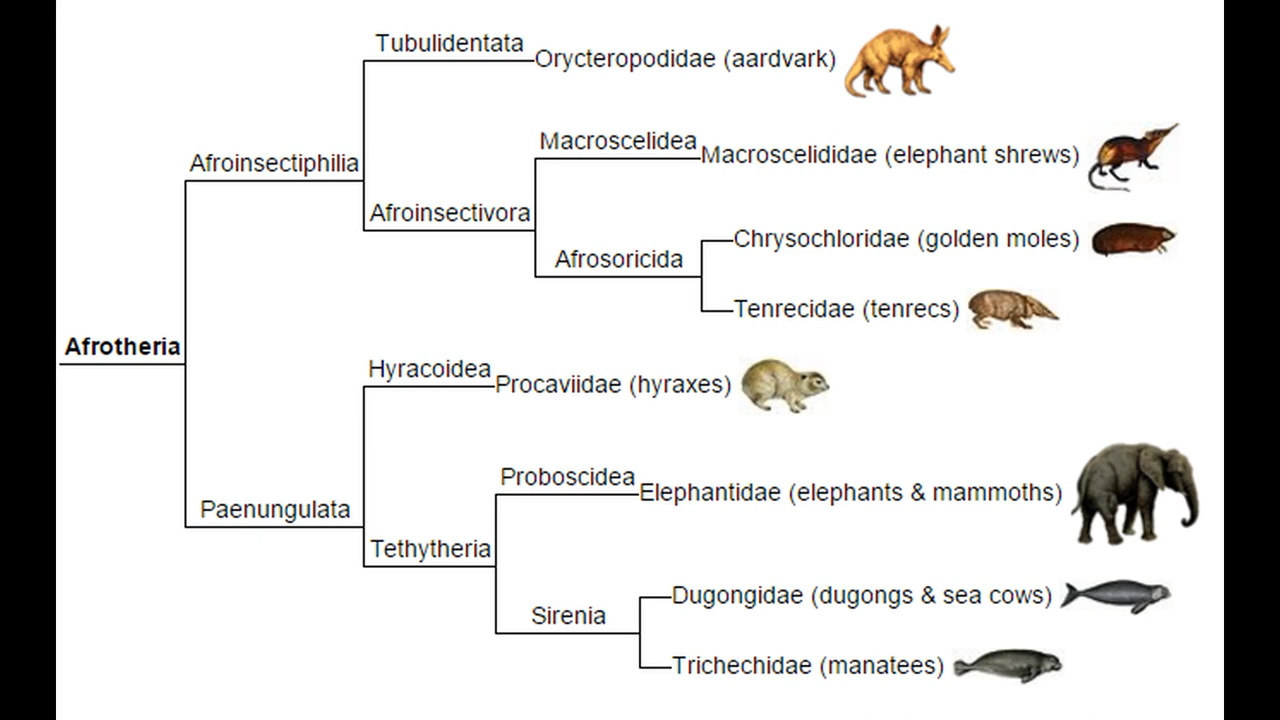 Tubulidentata
Orycteropodidae (aardvark)
Macroscelidea
Macroscelididae (elephant shrews)
Afroinsectiphilia
Afroinsectivora
Chrysochloridae (golden moles)
Afrosoricida
Tenrecidae (tenrecs)
Afrotheria
Hyracoidea
Procaviidae (hyraxes)
Proboscidea
Elephantidae (elephants & mammoths)
Paenungulata
Tethytheria
Dugongidae (dugongs & sea cows)
Sirenia
Trichechidae (manatees)